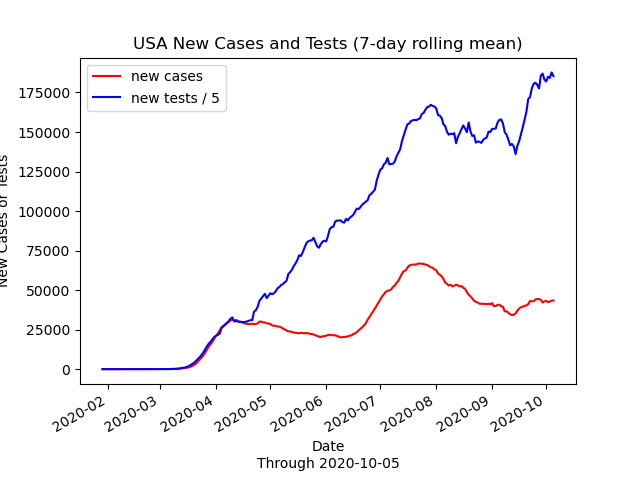 USA New Cases and Tests (7-day rolling mean)
new cases
new tests / 5
New Cases or Tests
175000
150000
125000
100000
75000
50000
25000
0
2020-02
2020-03
2020-04
2020-05
2020-06
2020-07
2020-08
2020-09
2020-10
Date
Through 2020-10-05